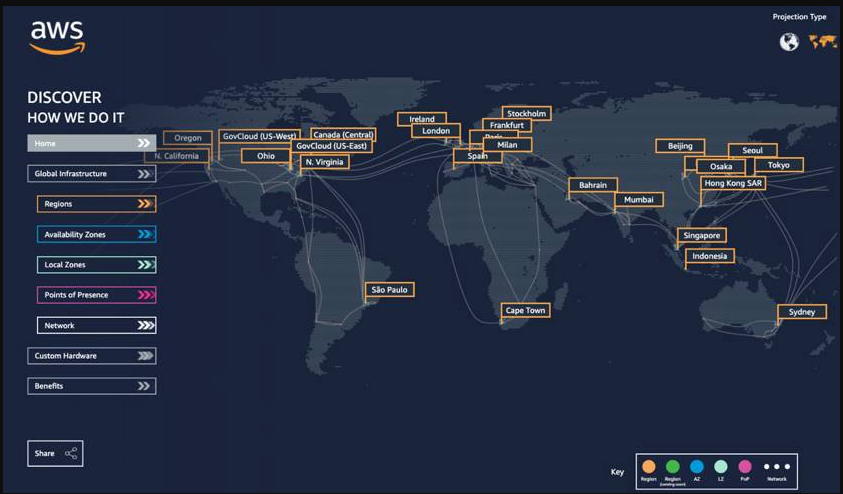 aws
Projection Type
DISCOVER
HOW WE DO IT
Home
Global Infrastructure
Regions
Availability Zones
Local Zones
Points of Presence
Network
Custom Hardware
Benefits
Share
Oregon
N. California
GovCloud (US-West)
Canada (Central)
GovCloud (US-East)
Ohio
N. Virginia
São Paulo
Ireland
London
Stockholm
Frankfurt
Milan
Spain
Cape Town
Bahrain
Mumbai
Beijing
Seoul
Osaka
Tokyo
Hong Kong SAR
Singapore
Indonesia
Sydney
Key
Region
Region
(coming soon)
AZ
LZ
PoP
Network